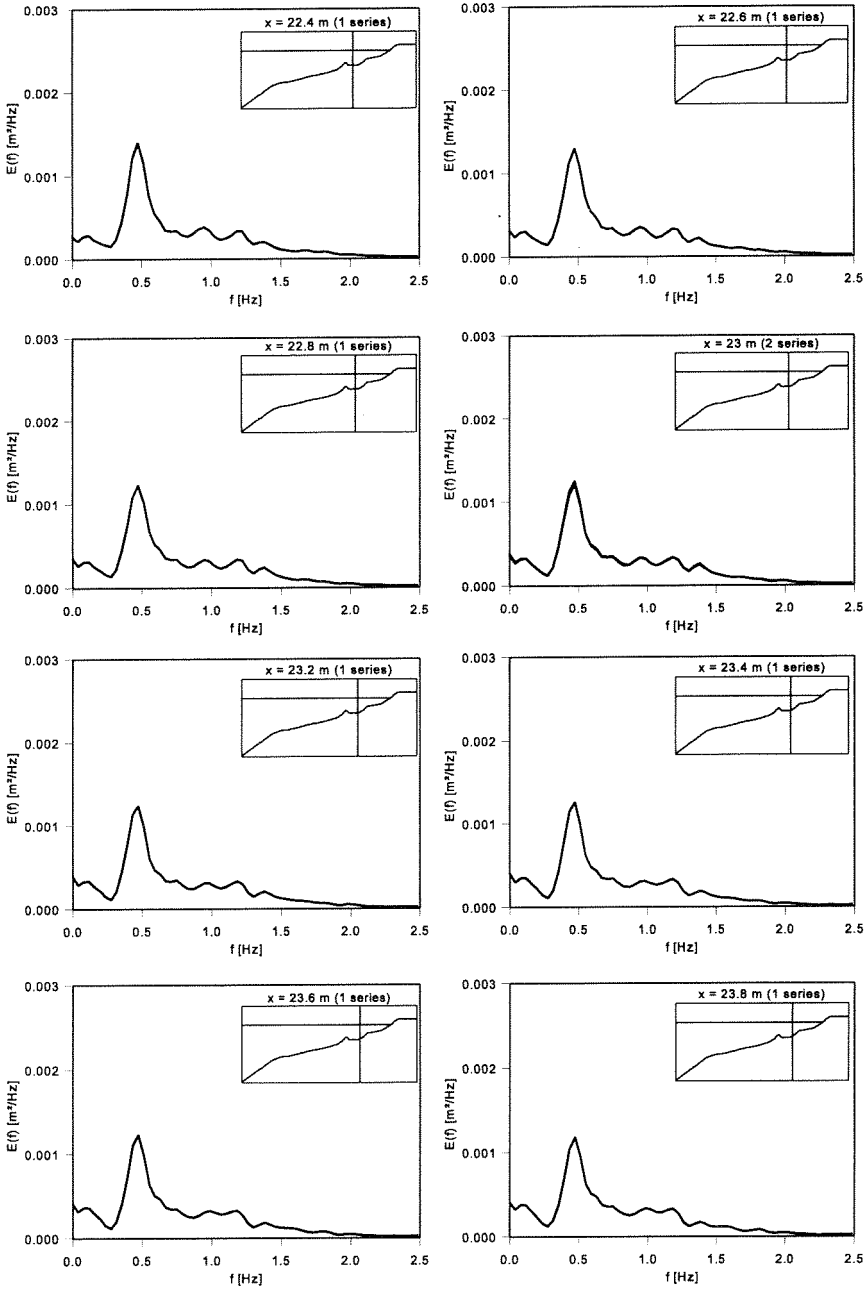 x = 22.4 m (1 series)
E(f) [m²/Hz]
0.003
0.002
0.001
0.000
0.0 0.5 1.0 1.5 2.0 2.5
f [Hz]
x = 22.6 m (1 series)
E(f) [m²/Hz]
0.003
0.002
0.001
0.000
0.0 0.5 1.0 1.5 2.0 2.5
f [Hz]
x = 22.8 m (1 series)
E(f) [m²/Hz]
0.003
0.002
0.001
0.000
0.0 0.5 1.0 1.5 2.0 2.5
f [Hz]
x = 23 m (2 series)
E(f) [m²/Hz]
0.003
0.002
0.001
0.000
0.0 0.5 1.0 1.5 2.0 2.5
f [Hz]
x = 23.2 m (1 series)
E(f) [m²/Hz]
0.003
0.002
0.001
0.000
0.0 0.5 1.0 1.5 2.0 2.5
f [Hz]
x = 23.4 m (1 series)
E(f) [m²/Hz]
0.003
0.002
0.001
0.000
0.0 0.5 1.0 1.5 2.0 2.5
f [Hz]
x = 23.6 m (1 series)
E(f) [m²/Hz]
0.003
0.002
0.001
0.000
0.0 0.5 1.0 1.5 2.0 2.5
f [Hz]
x = 23.8 m (1 series)
E(f) [m²/Hz]
0.003
0.002
0.001
0.000
0.0 0.5 1.0 1.5 2.0 2.5
f [Hz]